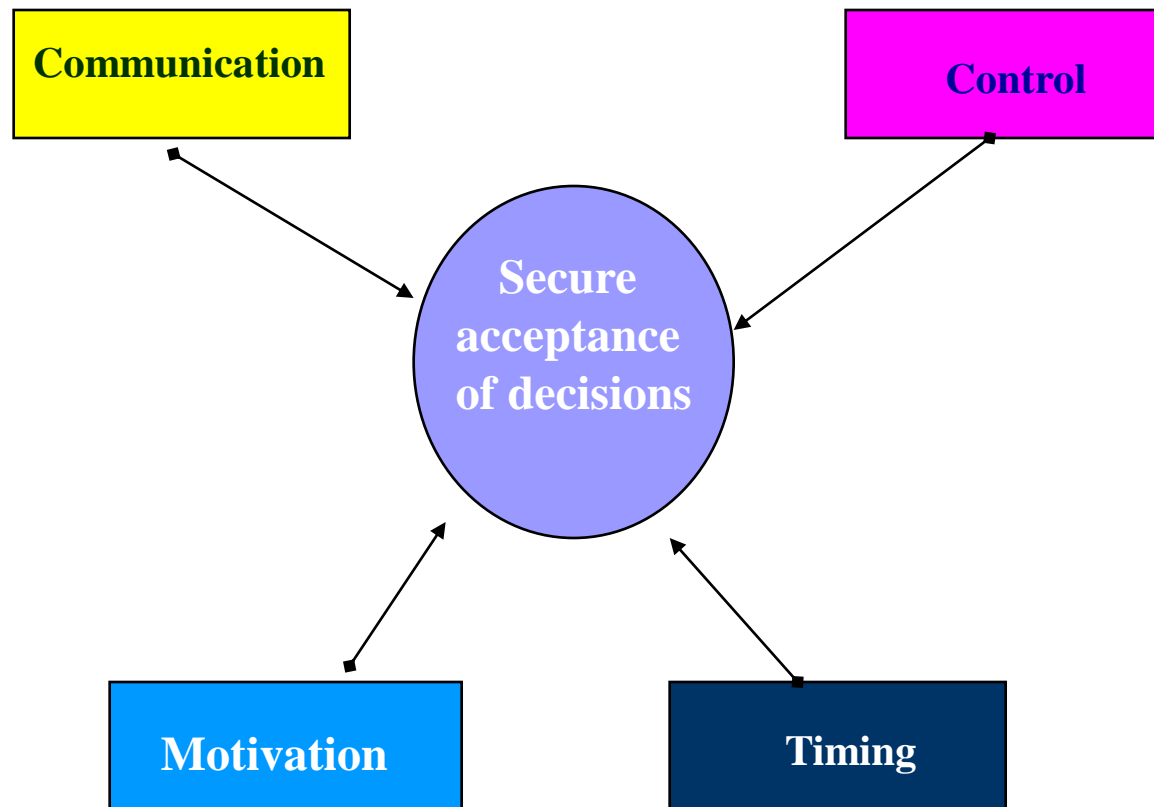 Communication
Control
Secure
acceptance
of decisions
Motivation
Timing